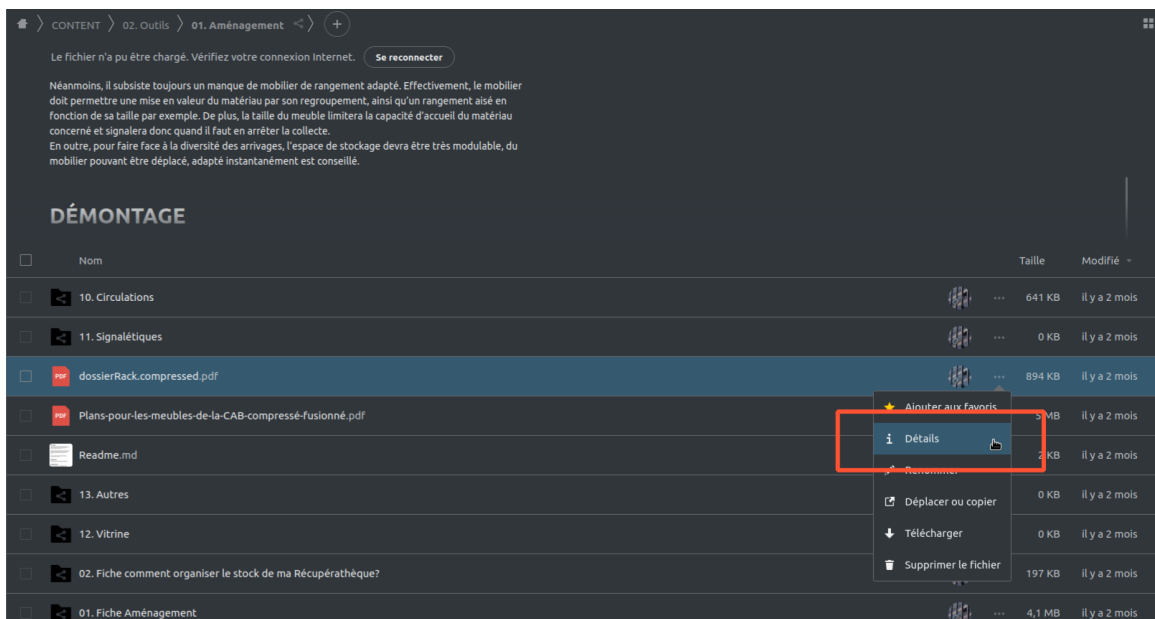 CONTENT 02. Outils 01. Aménagement +
Le fichier n'a pu être chargé. Vérifiez votre connexion Internet. Se reconnecter
Néanmoins, il subsiste toujours un manque de mobilier de rangement adapté. Effectivement, le mobilier
doit permettre une mise en valeur du matériau par son regroupement, ainsi qu'un rangement aisé en
fonction de sa taille par exemple. De plus, la taille du meuble limitera la capacité d'accueil du matériau
concerné et signalera donc quand il faut en arrêter la collecte.
En outre, pour faire face à la diversité des arrivages, l'espace de stockage devra être très modulable, du
mobilier pouvant être déplacé, adapté instantanément est conseillé.
DÉMONTAGE
Nom Taille Modifié
10. Circulations 641 KB il y a 2 mois
11. Signalétiques 0 KB il y a 2 mois
PDF dossierRack.compressed.pdf 894 KB il y a 2 mois
Ajouter aux favoris
PDF Plans-pour-les-meubles-de-la-CAB-compressé-fusionné.pdf 5 MB il y a 2 mois
Détails
Readme.md 2 KB il y a 2 mois
Renommer
13. Autres 0 KB il y a 2 mois
Déplacer ou copier
12. Vitrine 0 KB il y a 2 mois
Télécharger
Supprimer le fichier
02. Fiche comment organiser le stock de ma Récupérathèque? 197 KB il y a 2 mois
01. Fiche Aménagement 4,1 MB il y a 2 mois